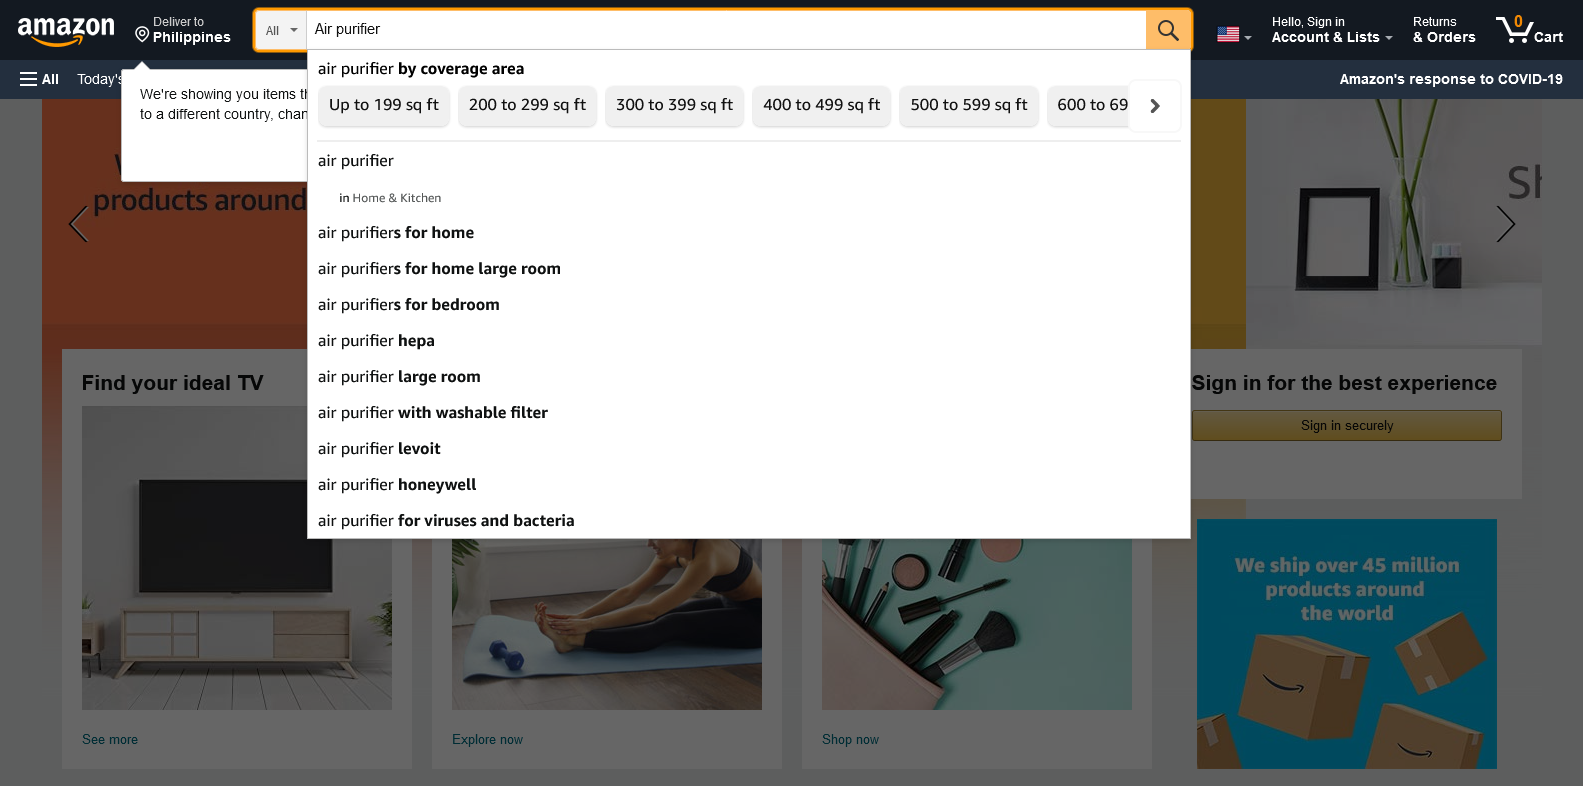 amazon
Deliver to
Philippines
All
Air purifier
Hello, Sign in
Account & Lists
Returns
& Orders
0
Cart
All
Today's
Amazon's response to COVID-19
We're showing you items
to a different country,
products around
air purifier by coverage area
Up to 199 sq ft
200 to 299 sq ft
300 to 399 sq ft
400 to 499 sq ft
500 to 599 sq ft
600 to 69
air purifier
in Home & Kitchen
air purifiers for home
air purifiers for home large room
air purifiers for bedroom
air purifier hepa
air purifier large room
air purifier with washable filter
air purifier levoit
air purifier honeywell
air purifier for viruses and bacteria
Find your ideal TV
Sign in for the best experience
Sign in securely
We ship over 45 million
products around
the world
See more
Explore now
Shop now